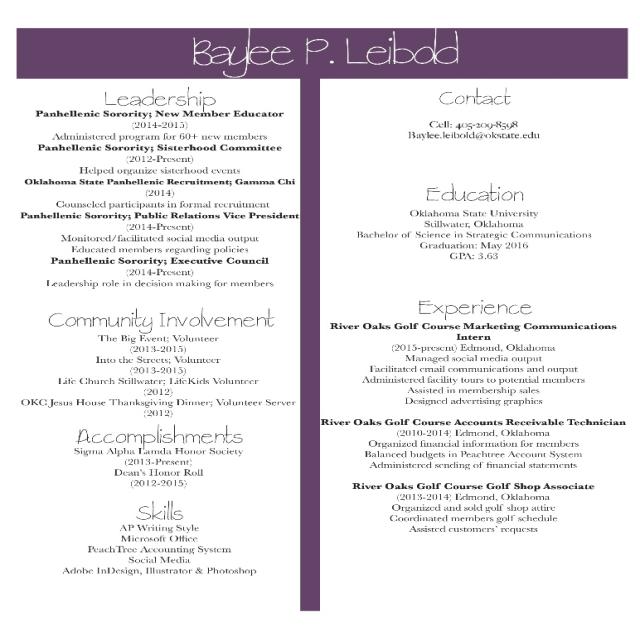 Baylee P. Leibold
Leadership
Panhellenic Sorority; New Member Educator
(2014-2015)
Administered program for 60+ new members
Panhellenic Sorority; Sisterhood Committee
(2012-Present)
Helped organize sisterhood events
Oklahoma State Panhellenic Recruitment; Gamma Chi
(2014)
Counseled participants in formal recruitment
Panhellenic Sorority; Public Relations Vice President
(2014-Present)
Monitored/facilitated social media output
Educated members regarding policies
Panhellenic Sorority; Executive Council
(2014-Present)
Leadership role in decision making for members
Community Involvement
The Big Event; Volunteer
(2013-2015)
Into the Streets; Volunteer
(2013-2015)
Life Church Stillwater; LifeKids Volunteer
(2012)
OKC Jesus House Thanksgiving Dinner; Volunteer Server
(2012)
Accomplishments
Sigma Alpha Lamda Honor Society
(2013-Present)
Dean's Honor Roll
(2012-2015)
Skills
AP Writing Style
Microsoft Office
PeachTree Accounting System
Social Media
Adobe InDesign, Illustrator & Photoshop
Contact
Cell: 405-209-8598
Baylee.leibold@okstate.edu
Education
Oklahoma State University
Stillwater, Oklahoma
Bachelor of Science in Strategic Communications
Graduation: May 2016
GPA: 3.63
Experience
River Oaks Golf Course Marketing Communications
Intern
(2015-present) Edmond, Oklahoma
Managed social media output
Facilitated email communications and output
Administered facility tours to potential members
Assisted in membership sales
Designed advertising graphics
River Oaks Golf Course Accounts Receivable Technician
(2010-2014) Edmond, Oklahoma
Organized financial information for members
Balanced budgets in Peachtree Account System
Administered sending of financial statements
River Oaks Golf Course Golf Shop Associate
(2013-2014) Edmond, Oklahoma
Organized and sold golf shop attire
Coordinated members golf schedule
Assisted customers' requests